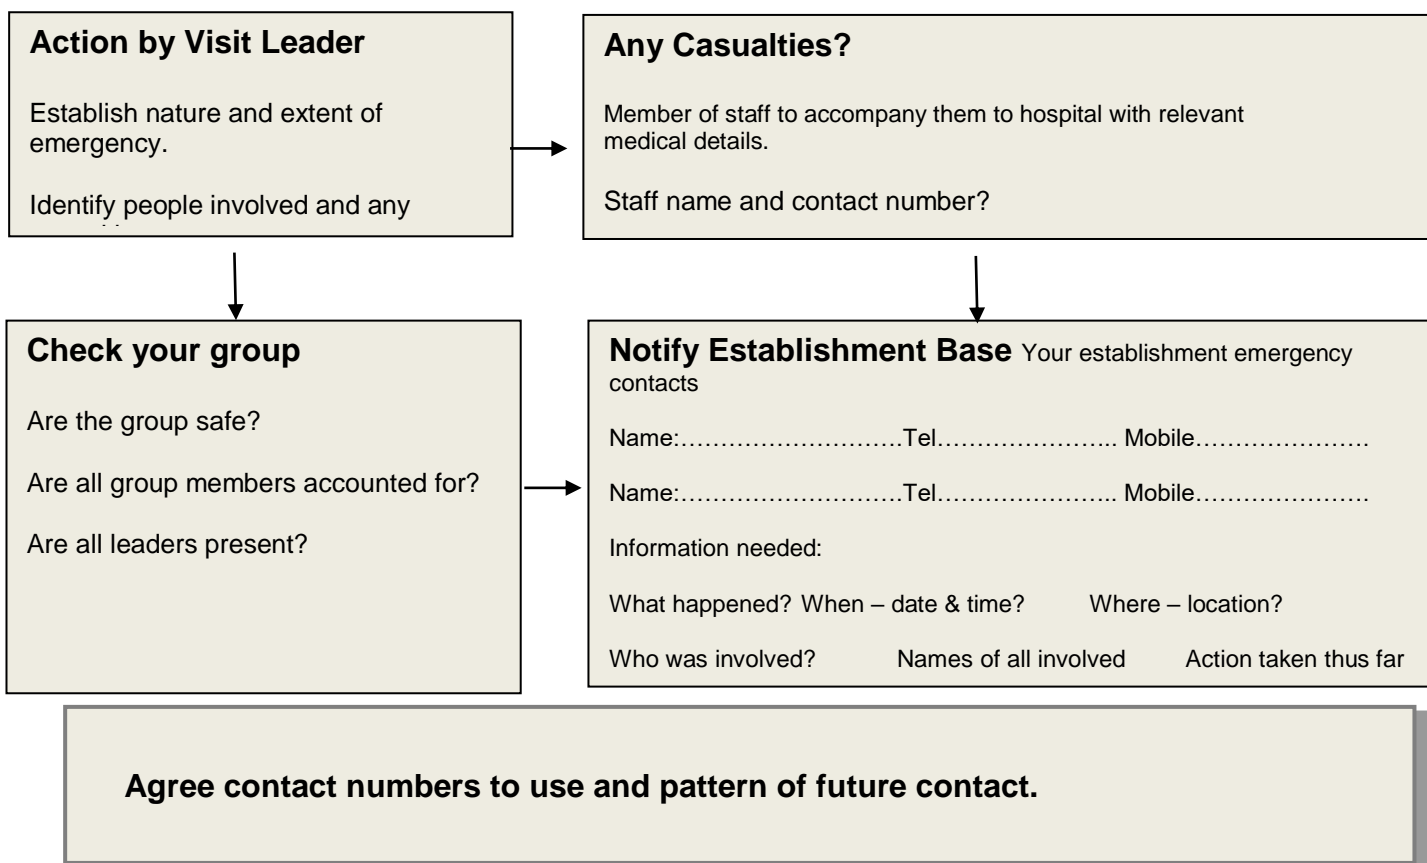 Action by Visit Leader
Establish nature and extent of
emergency.
Identify people involved and any
Any Casualties?
Member of staff to accompany them to hospital with relevant
medical details.
Staff name and contact number?
Check your group
Are the group safe?
Are all group members accounted for?
Are all leaders present?
Notify Establishment Base Your establishment emergency
contacts
Name:……………………….Tel………………….. Mobile………………….
Name:……………………….Tel………………….. Mobile………………….
Information needed:
What happened? When – date & time? Where – location?
Who was involved? Names of all involved Action taken thus far
Agree contact numbers to use and pattern of future contact.